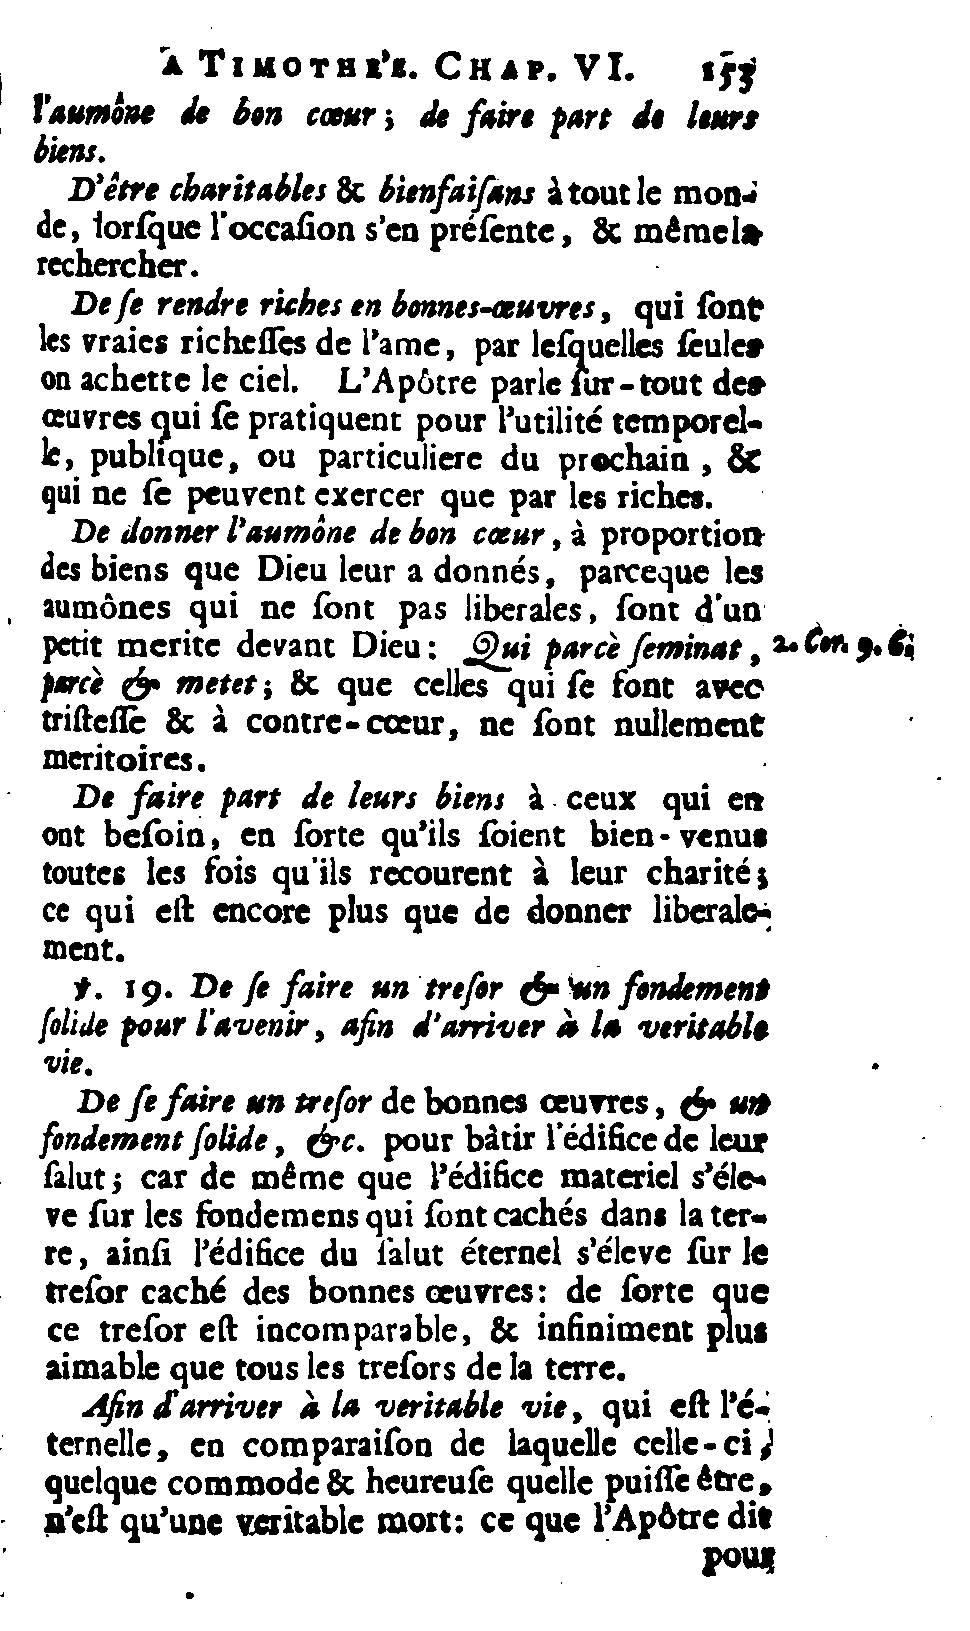 A TIMOTHE'E. CHAP. VI. 153
l'aumône de bon cœur; de faire part de leurs
biens.
D'être charitables & bienfaiſans à tout le mon-
de, lorſque l'occaſion s'en préſente, & même la
rechercher.
De ſe rendre riches en bonnes-œuvres, qui ſont
les vraies richeſſes de l'ame, par leſquelles ſeules
on achette le ciel. L'Apôtre parle ſur-tout des
œuvres qui ſe pratiquent pour l'utilité temporel-
le, publique, ou particuliere du prochain, &
qui ne ſe peuvent exercer que par les riches.
De donner l'aumône de bon cœur, à proportion
des biens que Dieu leur a donnés, parceque les
aumônes qui ne ſont pas liberales, ſont d'un
petit merite devant Dieu: Qui parcè ſeminat, 2. Cor. 9. 6.
parcè & metet; & que celles qui ſe font avec
triſteſſe & à contre-cœur, ne ſont nullement
meritoires.
De faire part de leurs biens à ceux qui en
ont beſoin, en ſorte qu'ils ſoient bien-venus
toutes les fois qu'ils recourent à leur charité;
ce qui eſt encore plus que de donner liberale-
ment.
℣. 19. De ſe faire un treſor & un fondement
ſolide pour l'avenir, afin d'arriver à la veritable
vie.
De ſe faire un treſor de bonnes œuvres, & un
fondement ſolide, &c. pour bâtir l'édifice de leur
ſalut; car de même que l'édifice materiel s'éle-
ve ſur les fondemens qui ſont cachés dans la ter-
re, ainſi l'édifice du ſalut éternel s'éleve ſur le
treſor caché des bonnes œuvres: de ſorte que
ce treſor eſt incomparable, & infiniment plus
aimable que tous les treſors de la terre.
Afin d'arriver à la veritable vie, qui eſt l'é-
ternelle, en comparaiſon de laquelle celle-ci,
quelque commode & heureuſe quelle puiſſe être,
n'eſt qu'une veritable mort: ce que l'Apôtre dit
pour